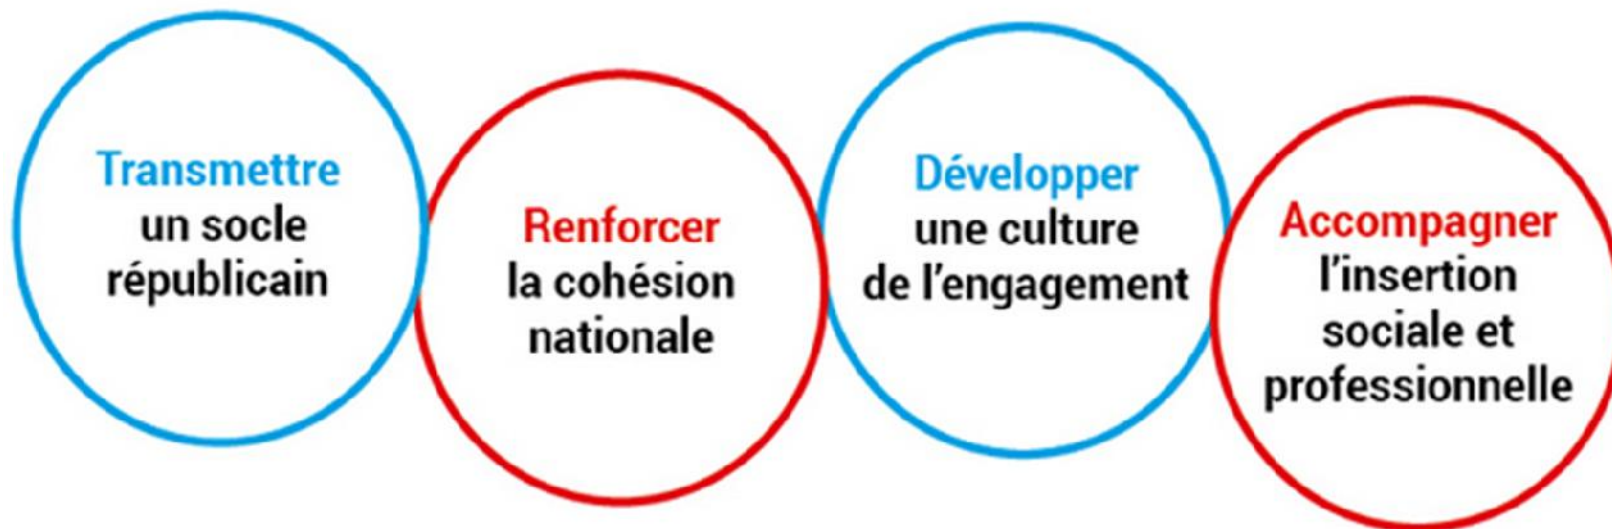 Transmettre
un socle
républicain
Renforcer
la cohésion
nationale
Développer
une culture
de l'engagement
Accompagner
l'insertion
sociale et
professionnelle